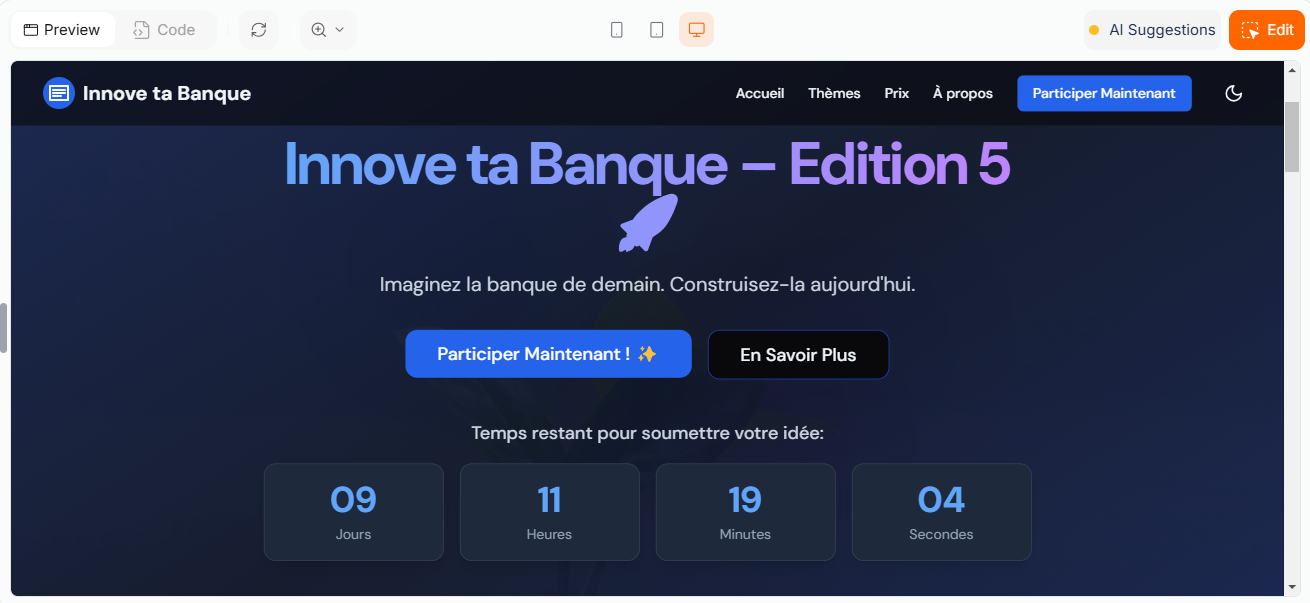 Preview
Code
AI Suggestions
Edit
Innove ta Banque
Accueil
Thèmes
Prix
À propos
Participer Maintenant
Innove ta Banque – Edition 5
Imaginez la banque de demain. Construisez-la aujourd'hui.
Participer Maintenant ! ✨
En Savoir Plus
Temps restant pour soumettre votre idée:
09
Jours
11
Heures
19
Minutes
04
Secondes